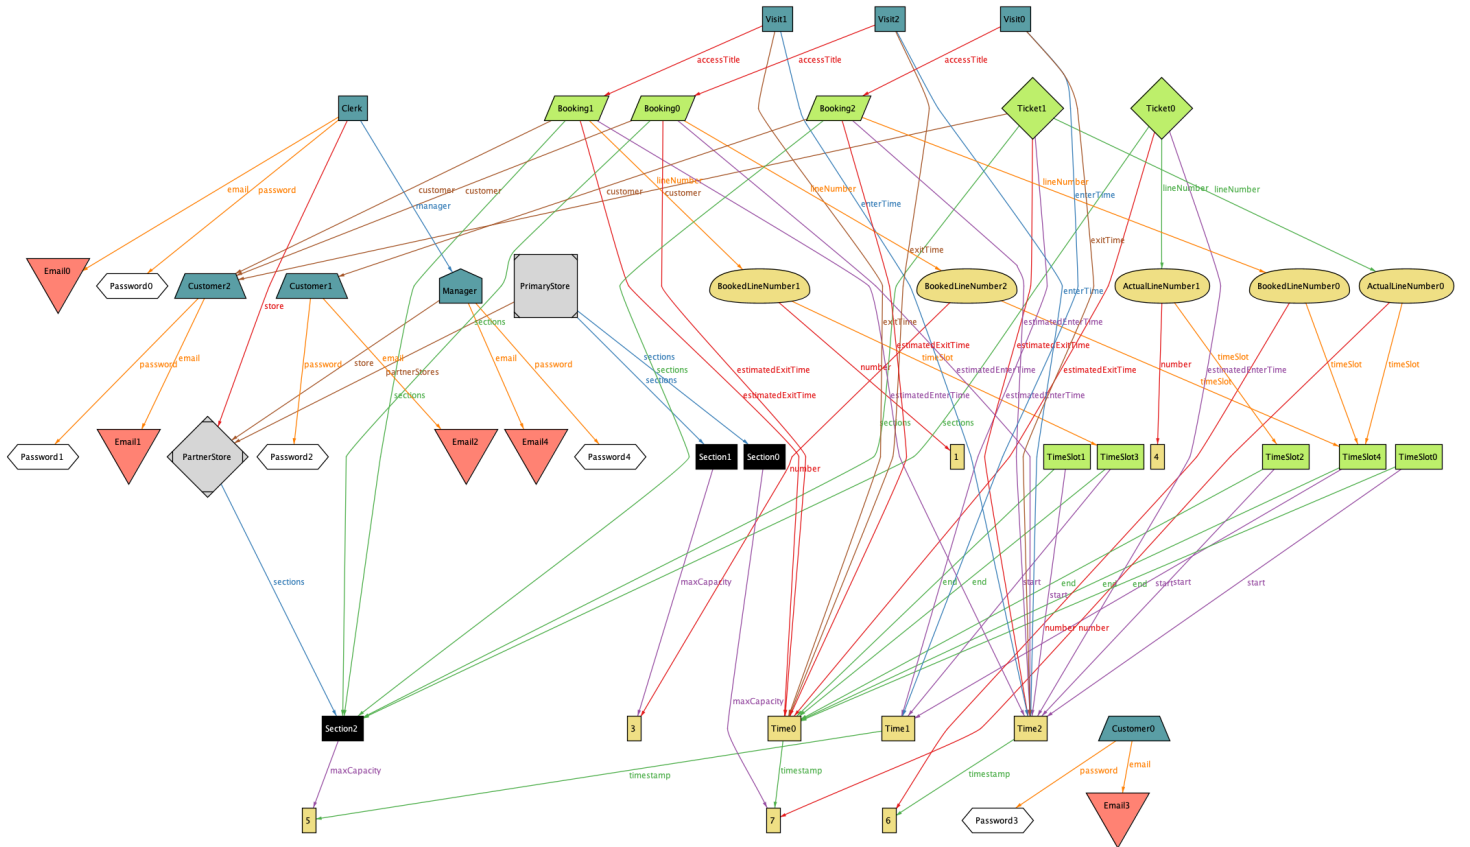 Visit1
Visit2
Visit0
accessTitle
accessTitle
accessTitle
Clerk
Booking1
Booking0
Booking2
Ticket1
Ticket0
email
password
customer
customer
customer
customer
lineNumber
lineNumber
lineNumber
lineNumber
lineNumber
manager
enterTime
enterTime
exitTime
exitTime
Email0
Password0
Customer2
Customer1
Manager
PrimaryStore
BookedLineNumber1
BookedLineNumber2
ActualLineNumber1
BookedLineNumber0
ActualLineNumber0
enterTime
store
sections
exitTime
estimatedEnterTime
estimatedExitTime
estimatedExitTime
sections
timeSlot
password
email
password
email
store
email
password
partnerStores
sections
sections
sections
estimatedExitTime
estimatedEnterTime
estimatedExitTime
estimatedEnterTime
number
number
timeSlot
timeSlot
timeSlot
timeSlot
sections
estimatedExitTime
estimatedEnterTime
estimatedEnterTime
sections
sections
Password1
Email1
PartnerStore
Password2
Email2
Email4
Password4
Section1
Section0
1
TimeSlot1
TimeSlot3
4
TimeSlot2
TimeSlot4
TimeSlot0
number
sections
maxCapacity
end
end
start
start
end
end
end
start
start
start
number
number
maxCapacity
Section2
3
Time0
Time1
Time2
Customer0
maxCapacity
timestamp
timestamp
timestamp
password
email
5
7
6
Password3
Email3